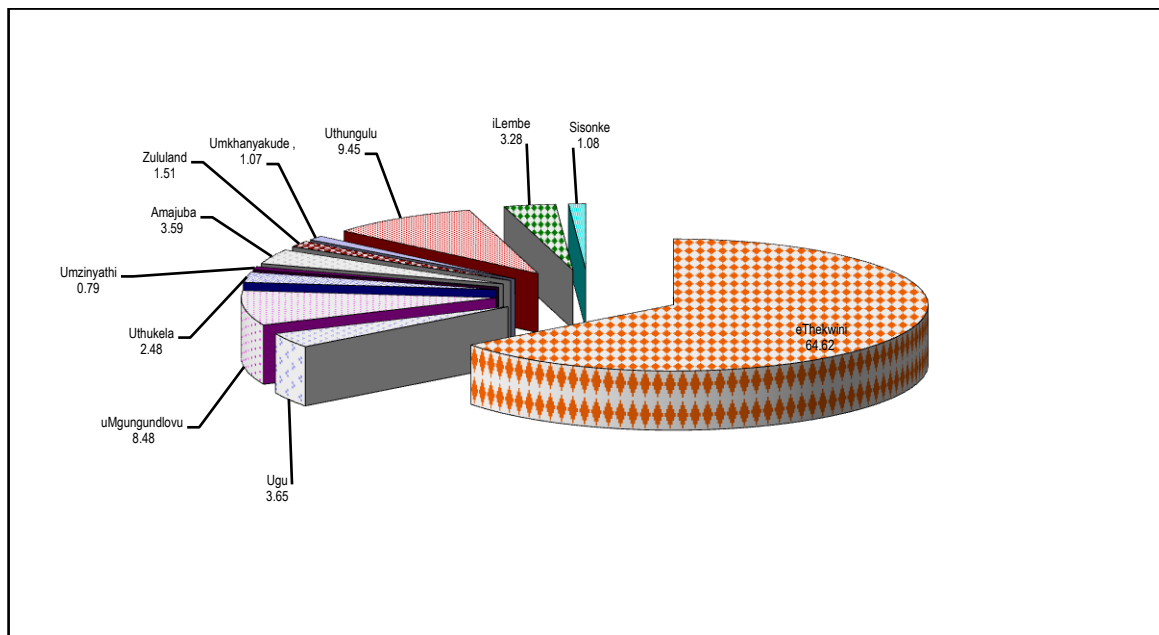 iLembe
3.28
Sisonke
1.08
Uthungulu
9.45
Umkhanyakude ,
1.07
Zululand
1.51
Amajuba
3.59
Umzinyathi
0.79
Uthukela
2.48
uMgungundlovu
8.48
Ugu
3.65
eThekwini
64.62